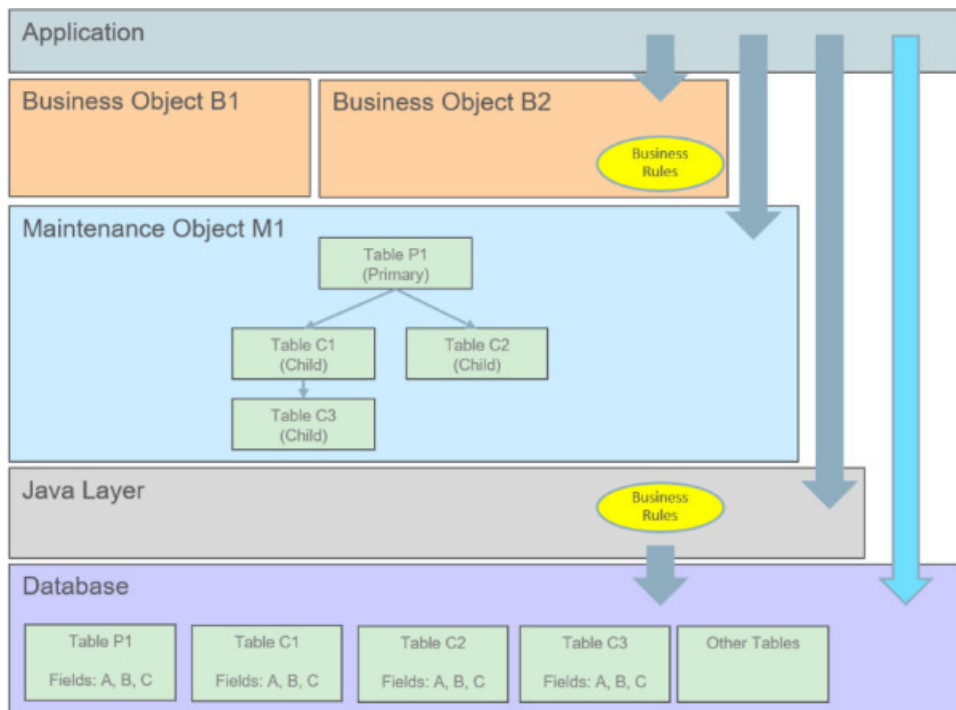 Application
Business Object B1
Business Object B2
Business
Rules
Maintenance Object M1
Table P1
(Primary)
Table C1
(Child)
Table C2
(Child)
Table C3
(Child)
Java Layer
Business
Rules
Database
Table P1
Fields: A, B, C
Table C1
Fields: A, B, C
Table C2
Fields: A, B, C
Table C3
Fields: A, B, C
Other Tables